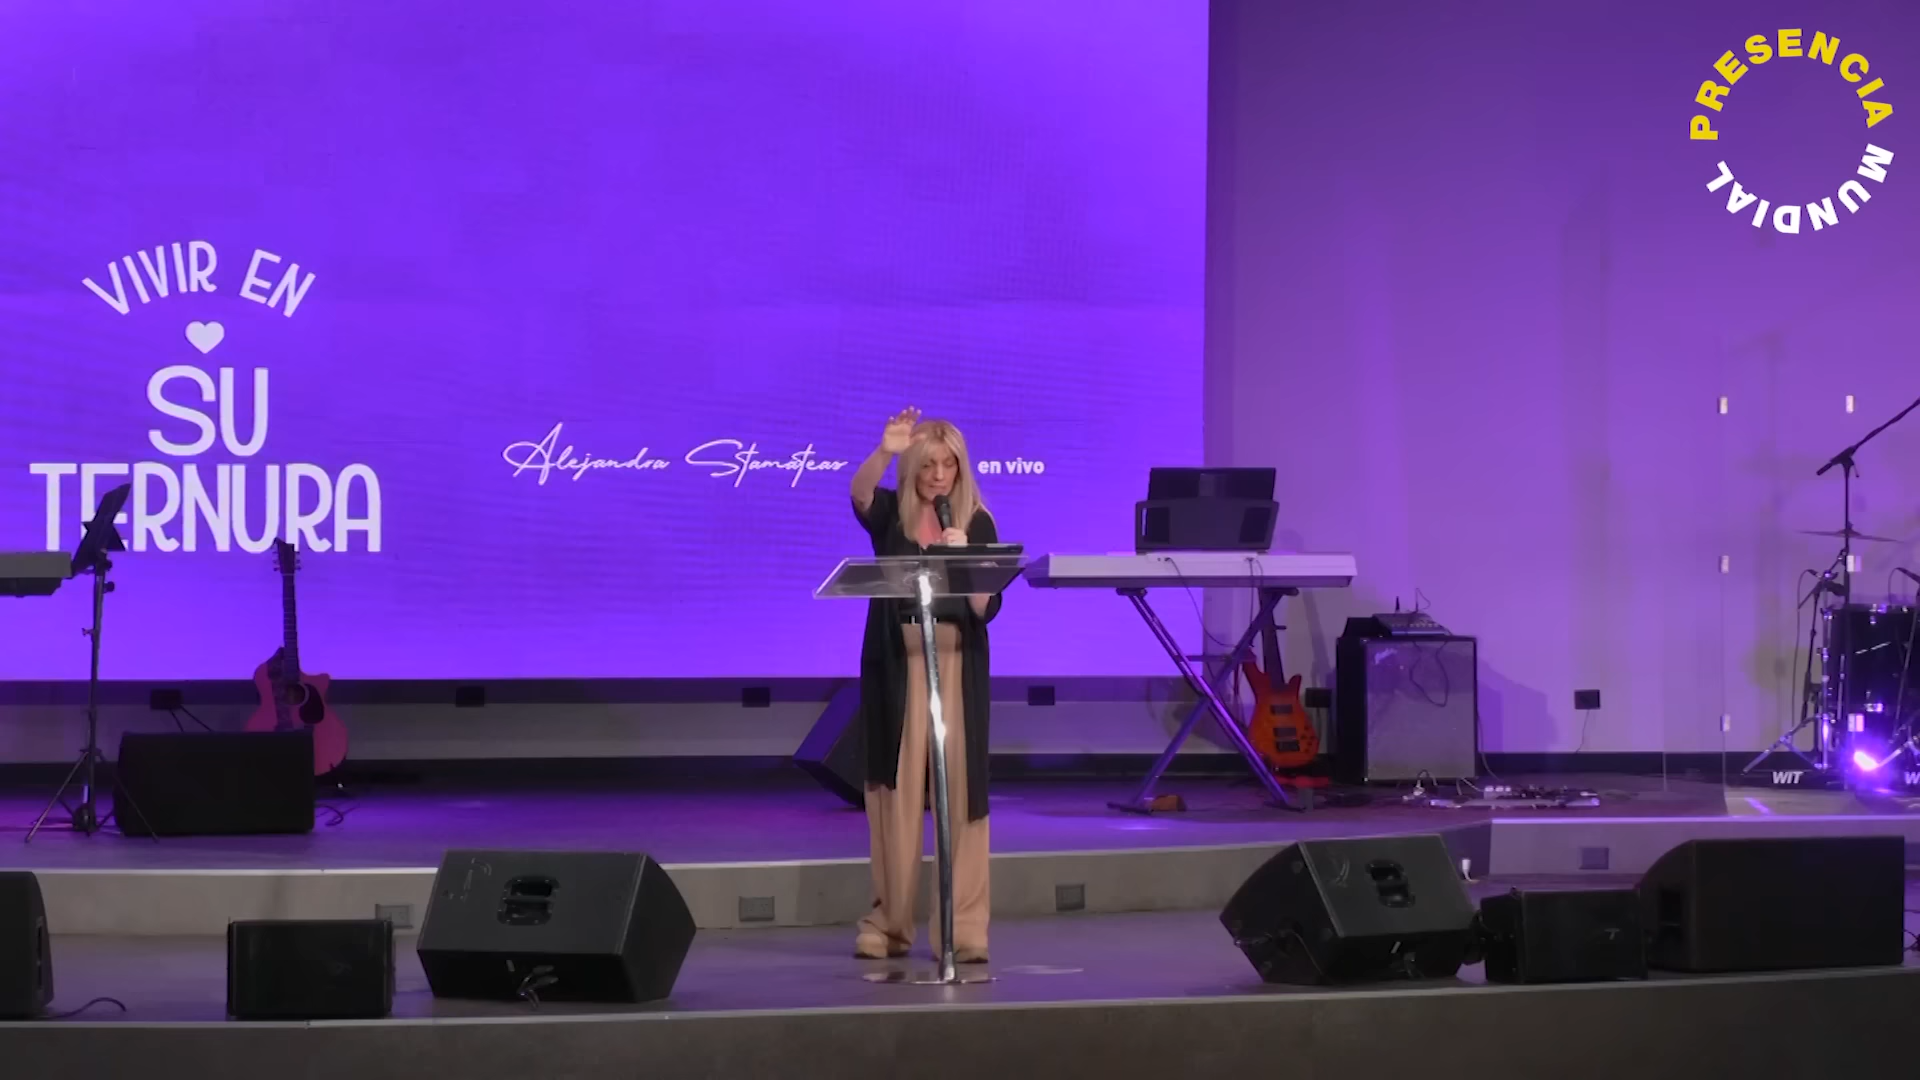 PRESENCIA MUNDIAL
VIVIR EN
SU
TERNURA
Alejandra Stamateas
en vivo
WIT